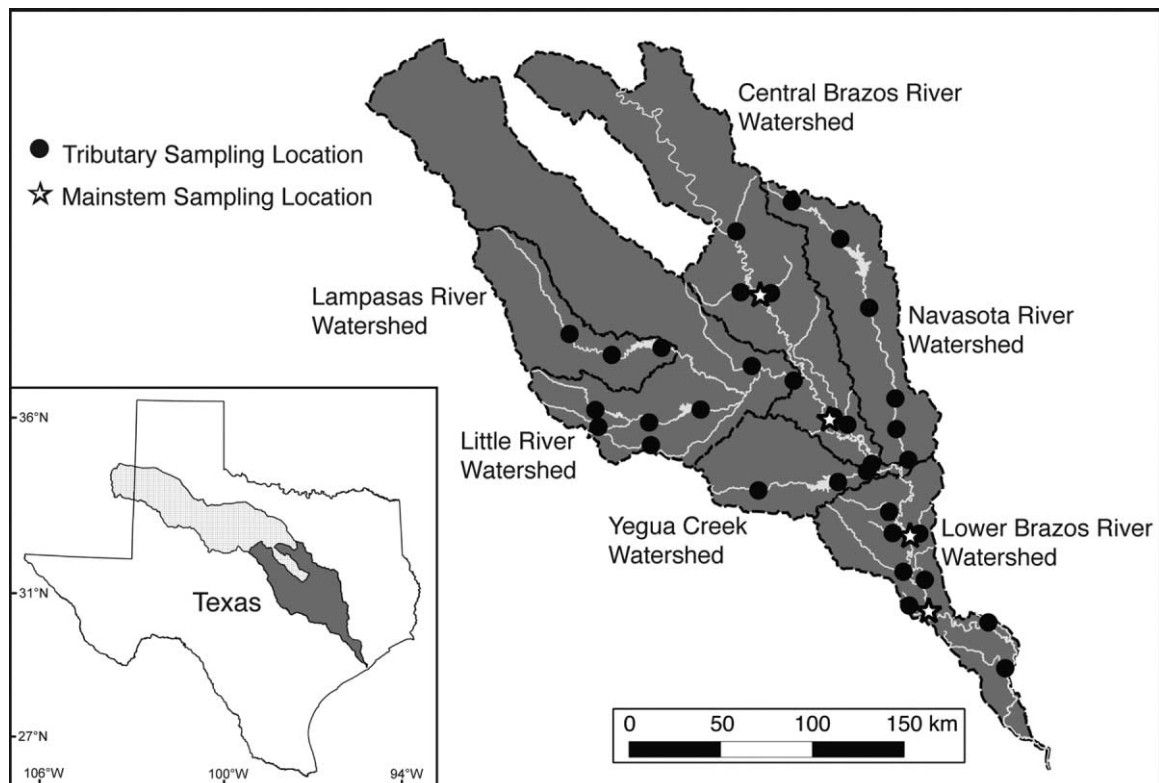 Central Brazos River
Watershed
Tributary Sampling Location
Mainstem Sampling Location
Lampasas River
Watershed
Navasota River
Watershed
Little River
Watershed
Yegua Creek
Watershed
Lower Brazos River
Watershed
36°N
31°N
27°N
Texas
106°W
100°W
94°W
0 50 100 150 km